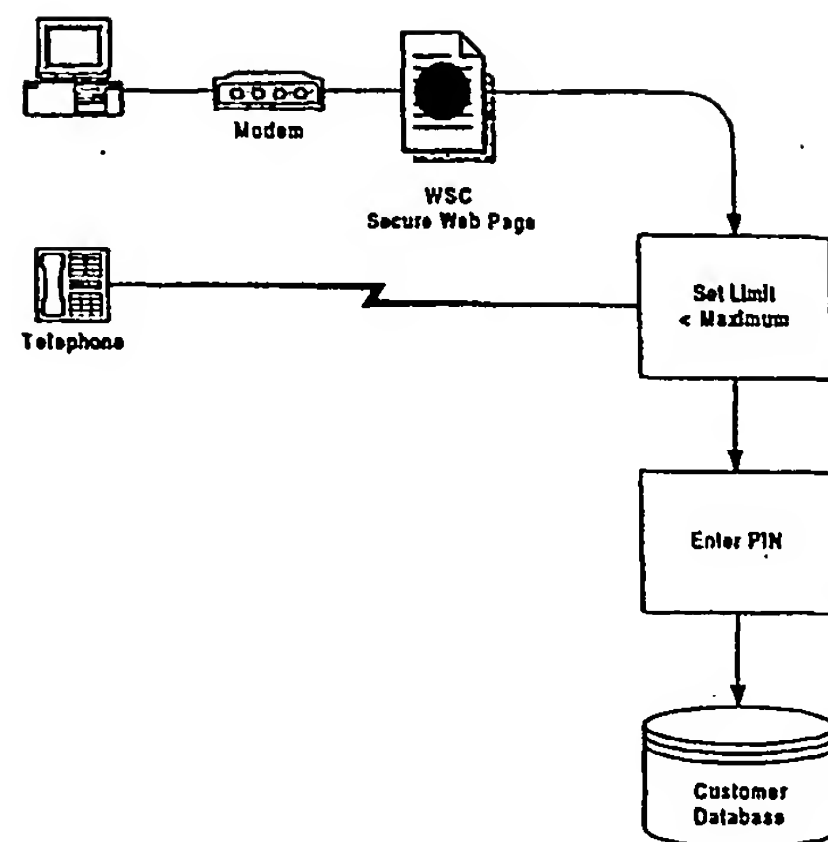 Modem
WSC
Secure Web Page
Telephone
Set Limit
< Maximum
Enter PIN
Customer
Database